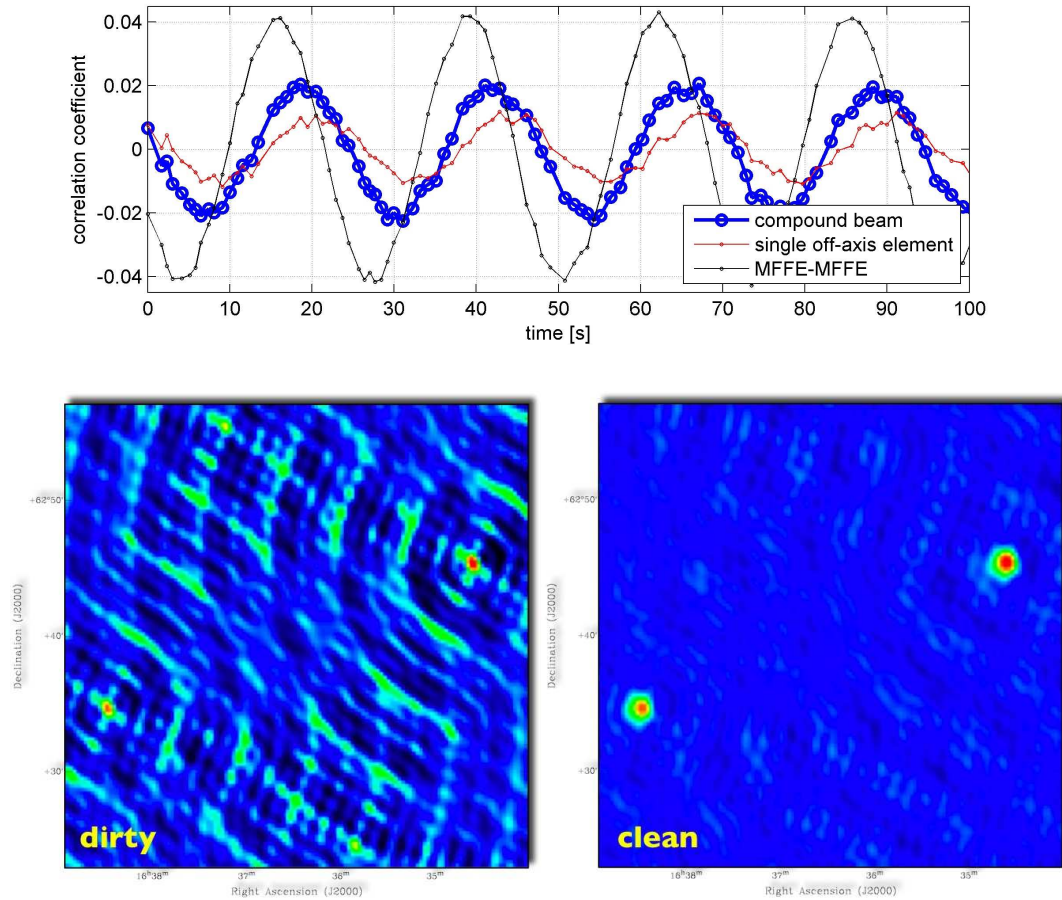 0.04
0.02
0
-0.02
-0.04
correlation coefficient
compound beam
single off-axis element
MFFE-MFFE
0 10 20 30 40 50 60 70 80 90 100
time [s]
+62°50'
+40'
+30'
Declination (J2000)
dirty
16ʰ38ᵐ 37ᵐ 36ᵐ 35ᵐ
Right Ascension (J2000)
+62°50'
+40'
+30'
Declination (J2000)
clean
16ʰ38ᵐ 37ᵐ 36ᵐ 35ᵐ
Right Ascension (J2000)